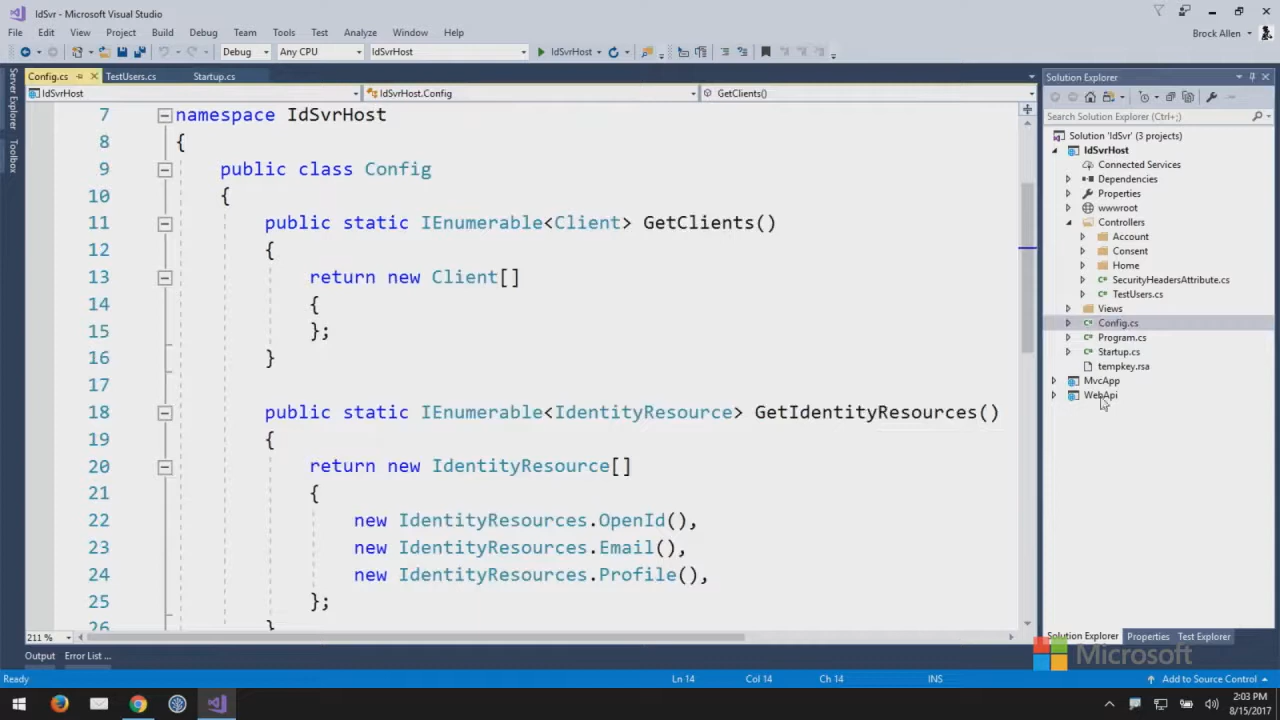 IdSvr - Microsoft Visual Studio
File Edit View Project Build Debug Team Tools Test Analyze Window Help
Brock Allen
Debug Any CPU IdSvrHost IdSvrHost
Server Explorer
Toolbox
Config.cs TestUsers.cs Startup.cs
IdSvrHost IdSvrHost.Config GetClients()
7 namespace IdSvrHost
8 {
9 public class Config
10 {
11 public static IEnumerable<Client> GetClients()
12 {
13 return new Client[]
14 {
15 };
16 }
17
18 public static IEnumerable<IdentityResource> GetIdentityResources()
19 {
20 return new IdentityResource[]
21 {
22 new IdentityResources.OpenId(),
23 new IdentityResources.Email(),
24 new IdentityResources.Profile(),
25 };
26 }
211 %
Output Error List ...
Solution Explorer
Search Solution Explorer (Ctrl+;)
Solution 'IdSvr' (3 projects)
IdSvrHost
Connected Services
Dependencies
Properties
wwwroot
Controllers
Account
Consent
Home
SecurityHeadersAttribute.cs
TestUsers.cs
Views
Config.cs
Program.cs
Startup.cs
tempkey.rsa
MvcApp
WebApi
Solution Explorer Properties Test Explorer
Microsoft
Ready Ln 14 Col 14 Ch 14 INS Add to Source Control
2:03 PM
8/15/2017